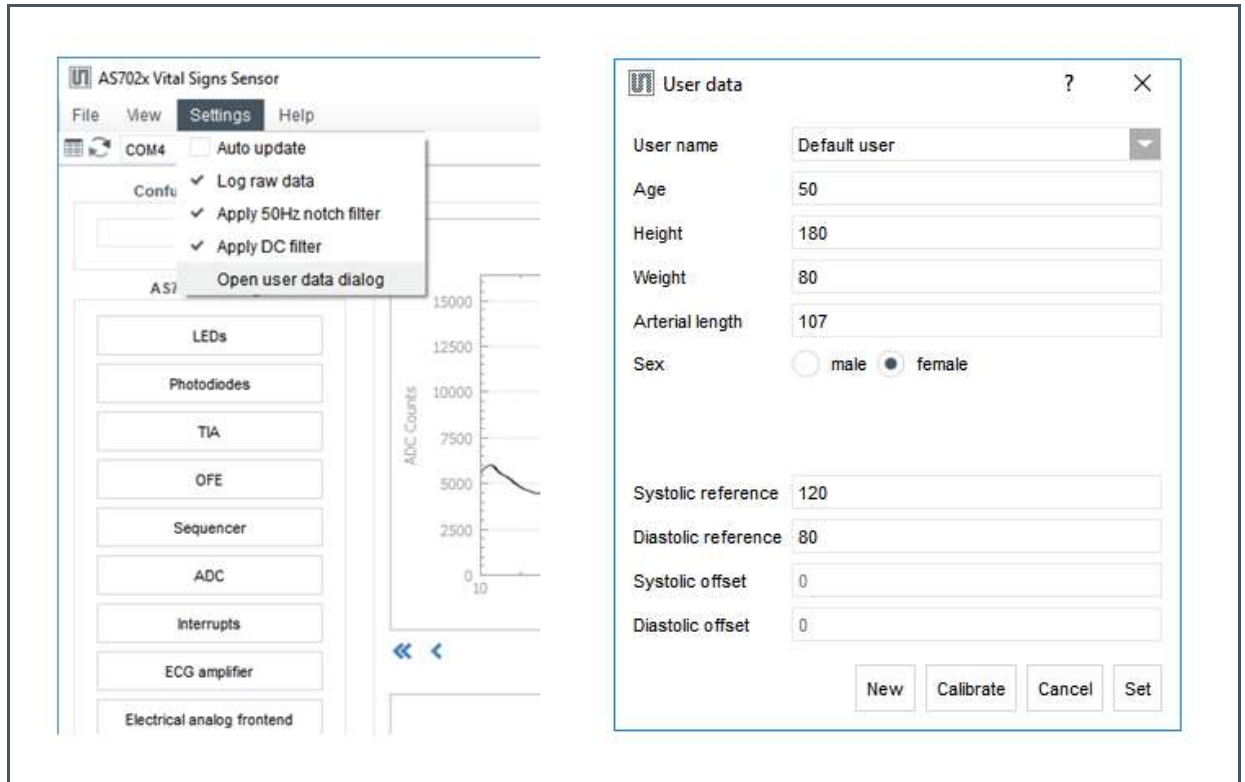 AS702x Vital Signs Sensor
File View Settings Help
COM4
Auto update
Log raw data
Apply 50Hz notch filter
Apply DC filter
Open user data dialog
LEDs
Photodiodes
TIA
OFE
Sequencer
ADC
Interrupts
ECG amplifier
Electrical analog frontend
ADC Counts
15000
12500
10000
7500
5000
2500
0
10
User data ?
User name Default user
Age 50
Height 180
Weight 80
Arterial length 107
Sex male female
Systolic reference 120
Diastolic reference 80
Systolic offset 0
Diastolic offset 0
New Calibrate Cancel Set